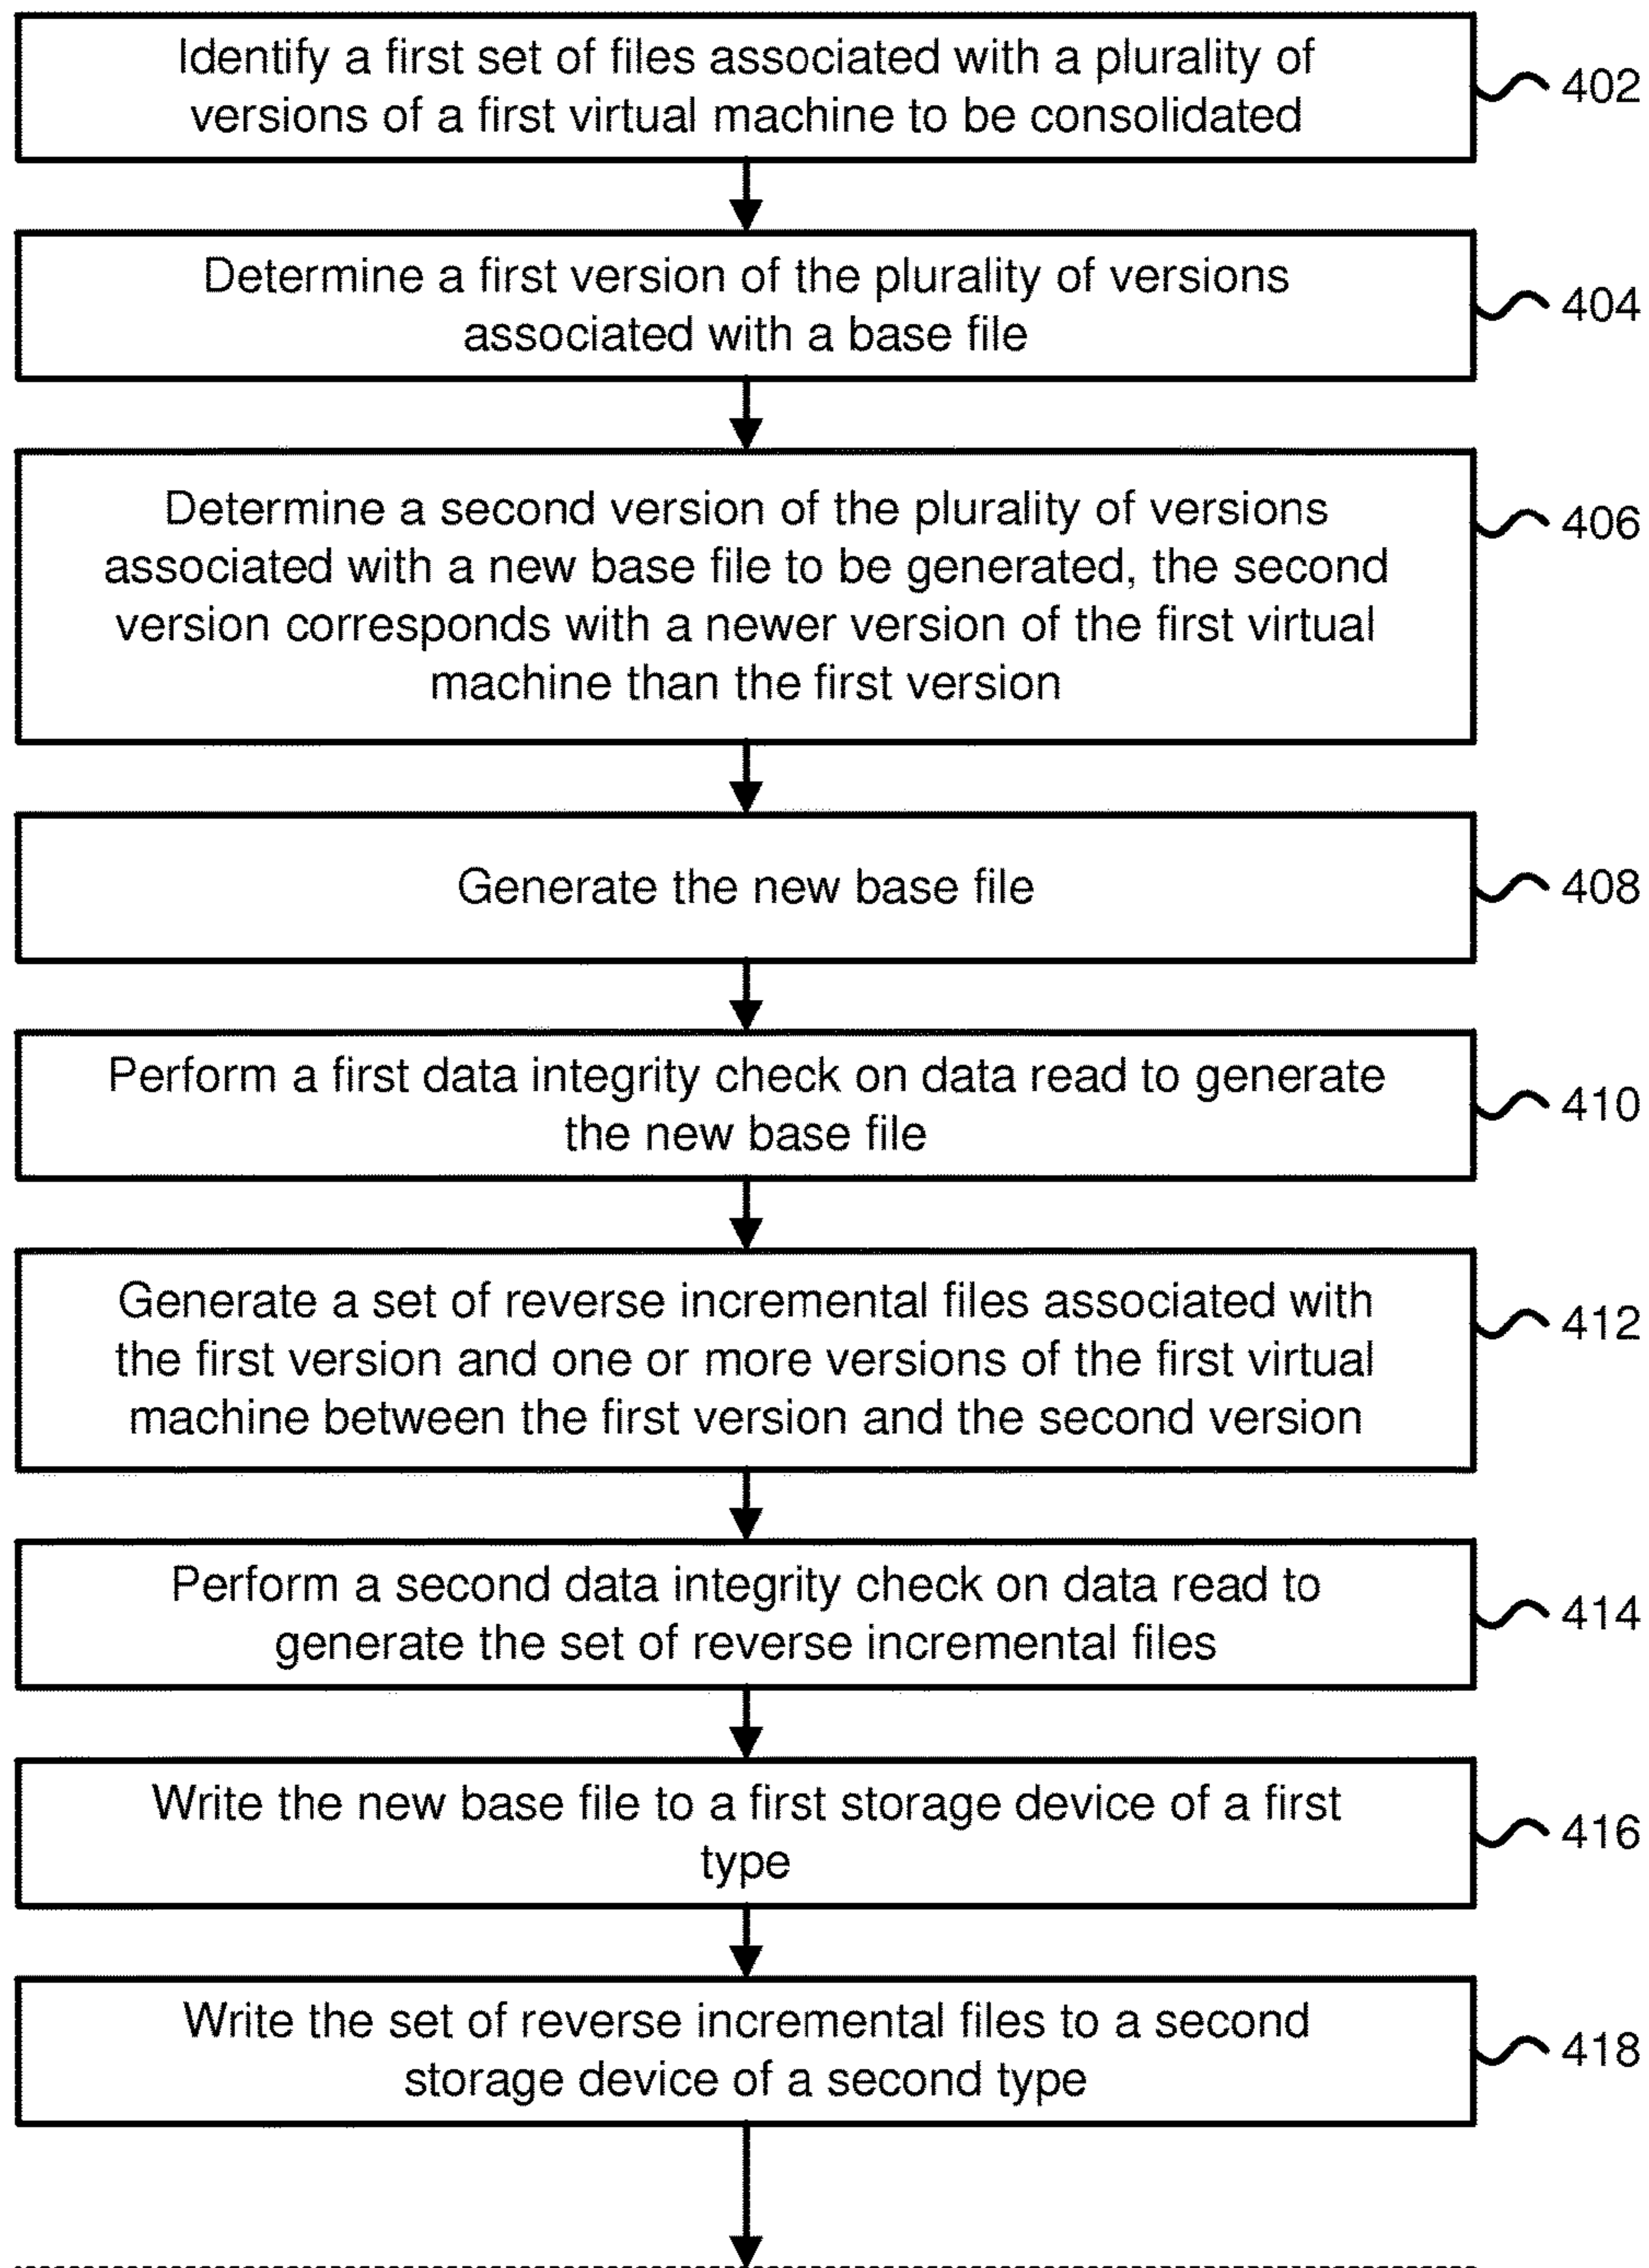 Identify a first set of files associated with a plurality of
versions of a first virtual machine to be consolidated
402
Determine a first version of the plurality of versions
associated with a base file
404
Determine a second version of the plurality of versions
associated with a new base file to be generated, the second
version corresponds with a newer version of the first virtual
machine than the first version
406
Generate the new base file
408
Perform a first data integrity check on data read to generate
the new base file
410
Generate a set of reverse incremental files associated with
the first version and one or more versions of the first virtual
machine between the first version and the second version
412
Perform a second data integrity check on data read to
generate the set of reverse incremental files
414
Write the new base file to a first storage device of a first
type
416
Write the set of reverse incremental files to a second
storage device of a second type
418